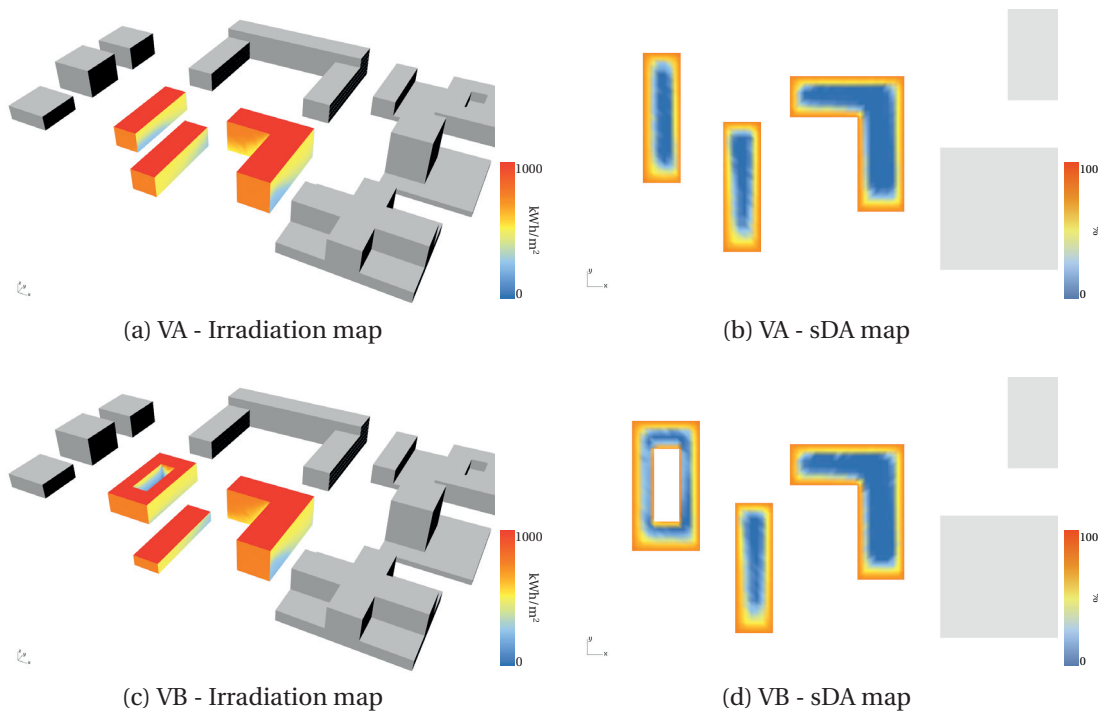 1000
kWh/m²
0
z
y
x
(a) VA - Irradiation map
100
%
0
y
x
(b) VA - sDA map
1000
kWh/m²
0
z
y
x
(c) VB - Irradiation map
100
%
0
y
x
(d) VB - sDA map